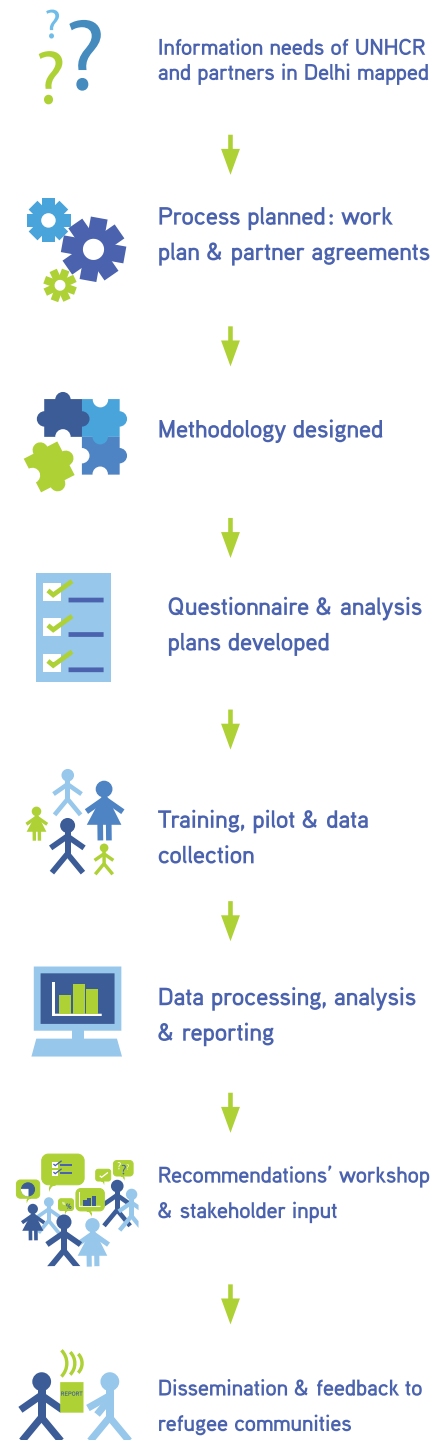 ? ?
?
Information needs of UNHCR
and partners in Delhi mapped
Process planned: work
plan & partner agreements
Methodology designed
Questionnaire & analysis
plans developed
Training, pilot & data
collection
Data processing, analysis
& reporting
Recommendations’ workshop
& stakeholder input
Dissemination & feedback to
REPORT
refugee communities